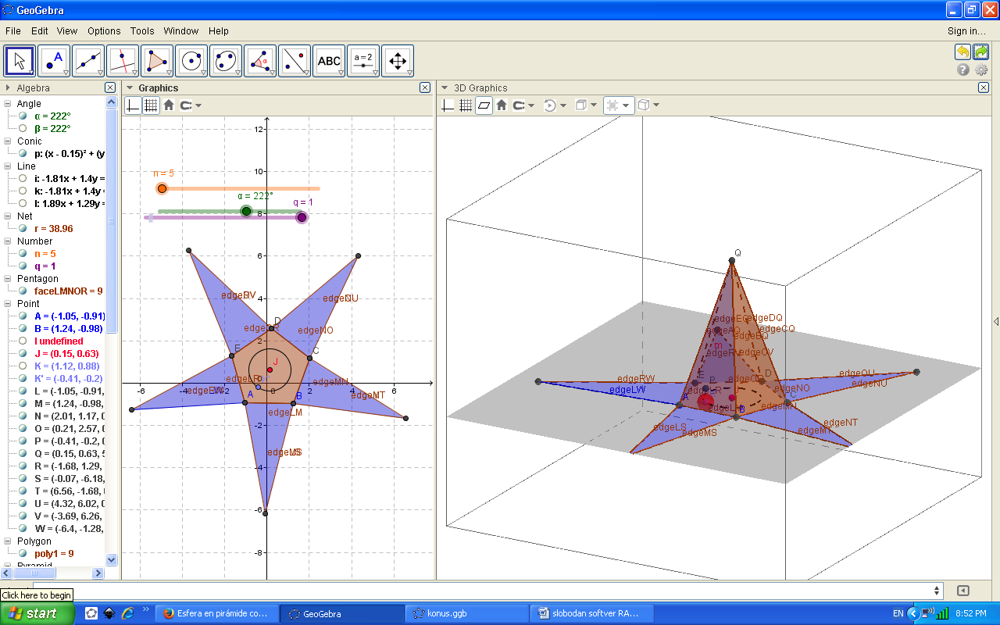 GeoGebra
File Edit View Options Tools Window Help
Sign in...
A
α
ABC
a = 2
Algebra
Graphics
3D Graphics
Angle
α = 222°
β = 222°
Conic
p: (x - 0.15)² + (y
Line
i: -1.81x + 1.4y =
k: -1.81x + 1.4y =
l: 1.89x + 1.29y =
Net
r = 38.96
Number
n = 5
q = 1
Pentagon
faceLMNOR = 9
Point
A = (-1.05, -0.91)
B = (1.24, -0.98)
I undefined
J = (0.15, 0.63)
K = (1.12, 0.88)
K' = (-0.41, -0.2)
L = (-1.05, -0.91,
M = (1.24, -0.98,
N = (2.01, 1.17, 0
O = (0.21, 2.57, 0
P = (-0.41, -0.2, 0
Q = (0.15, 0.63, 5
R = (-1.68, 1.29,
S = (-0.07, -6.18,
T = (6.56, -1.68, 0
U = (4.32, 6.02, 0
V = (-3.69, 6.26,
W = (-6.4, -1.28,
Polygon
poly1 = 9
Pyramid
12
10
8
6
4
2
0
-2
-4
-6
-8
-6 -4 -2 0 2 4 6
n = 5
α = 222°
q = 1
edgeRV
edgeNU
edgeNO
D
E
C
J
edgeLR
edgeMN
edgeRW
edgeMT
A
B
edgeLM
edgeMS
Q
edgeEQ
edgeDQ
edgeAQ
edgeCQ
edgeBQ
edgeRV
edgeOV
edgeRW
edgeLW
E
P
D
edgeLR
edgeOR
edgeNO
edgeOU
edgeNU
A
B
C
edgeLM
edgeMN
edgeLS
edgeMS
edgeNT
edgeMT
Click here to begin
start
Esfera en pirámide co...
GeoGebra
konus.ggb
slobodan softver RA...
EN
8:52 PM